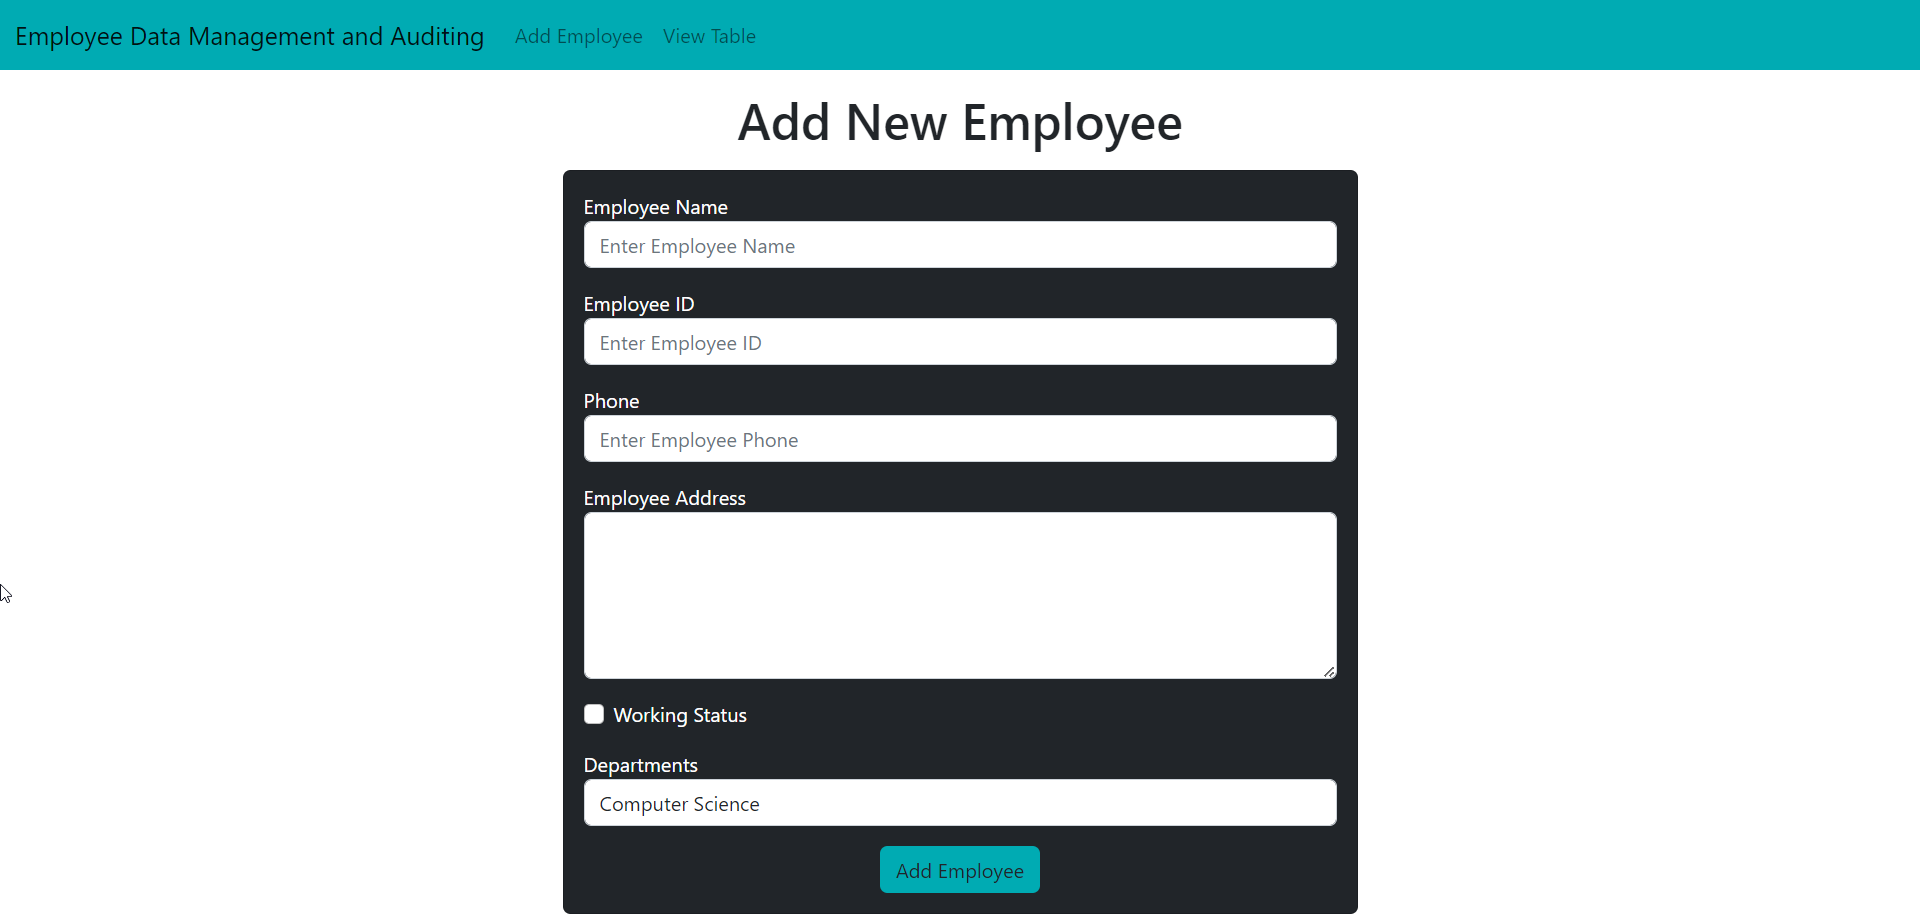 Employee Data Management and Auditing Add Employee View Table
Add New Employee
Employee Name
Enter Employee Name
Employee ID
Enter Employee ID
Phone
Enter Employee Phone
Employee Address
Working Status
Departments
Computer Science
Add Employee